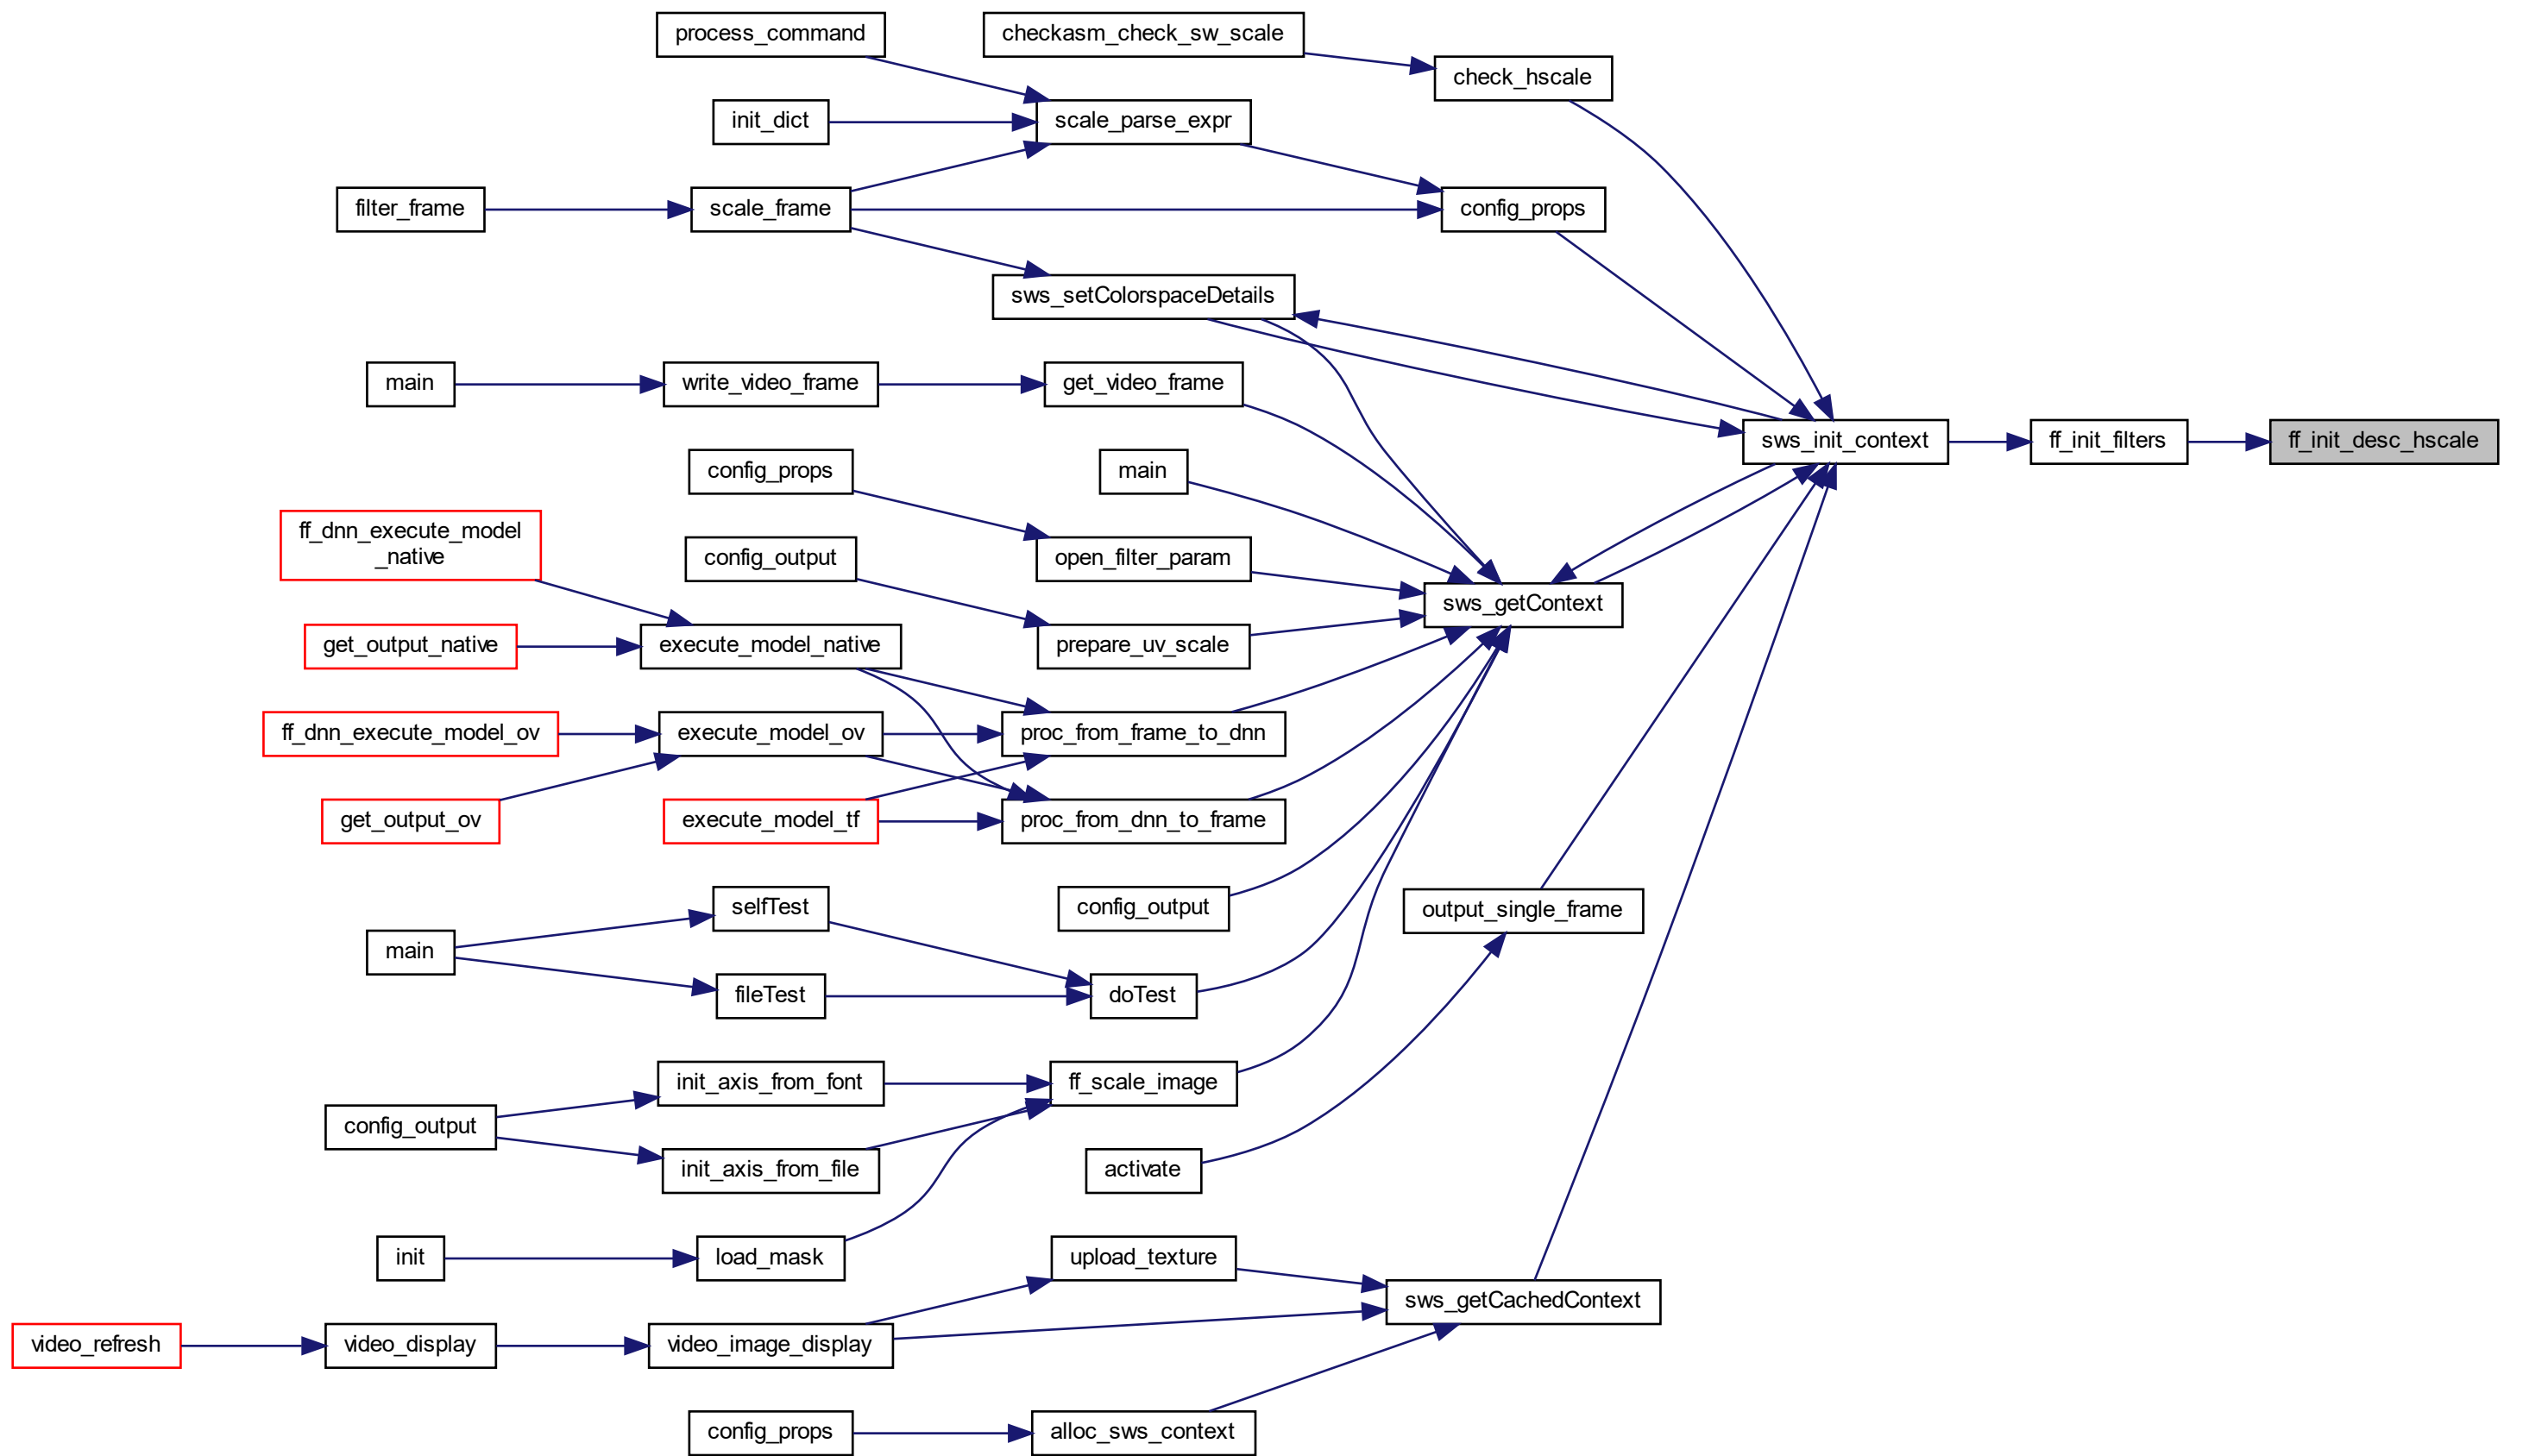 process_command
checkasm_check_sw_scale
check_hscale
init_dict
scale_parse_expr
filter_frame
scale_frame
config_props
sws_setColorspaceDetails
main
write_video_frame
get_video_frame
sws_init_context
ff_init_filters
ff_init_desc_hscale
config_props
main
ff_dnn_execute_model
_native
config_output
open_filter_param
sws_getContext
get_output_native
execute_model_native
prepare_uv_scale
ff_dnn_execute_model_ov
execute_model_ov
proc_from_frame_to_dnn
get_output_ov
execute_model_tf
proc_from_dnn_to_frame
selfTest
config_output
output_single_frame
main
fileTest
doTest
init_axis_from_font
ff_scale_image
config_output
init_axis_from_file
activate
init
load_mask
upload_texture
sws_getCachedContext
video_refresh
video_display
video_image_display
config_props
alloc_sws_context